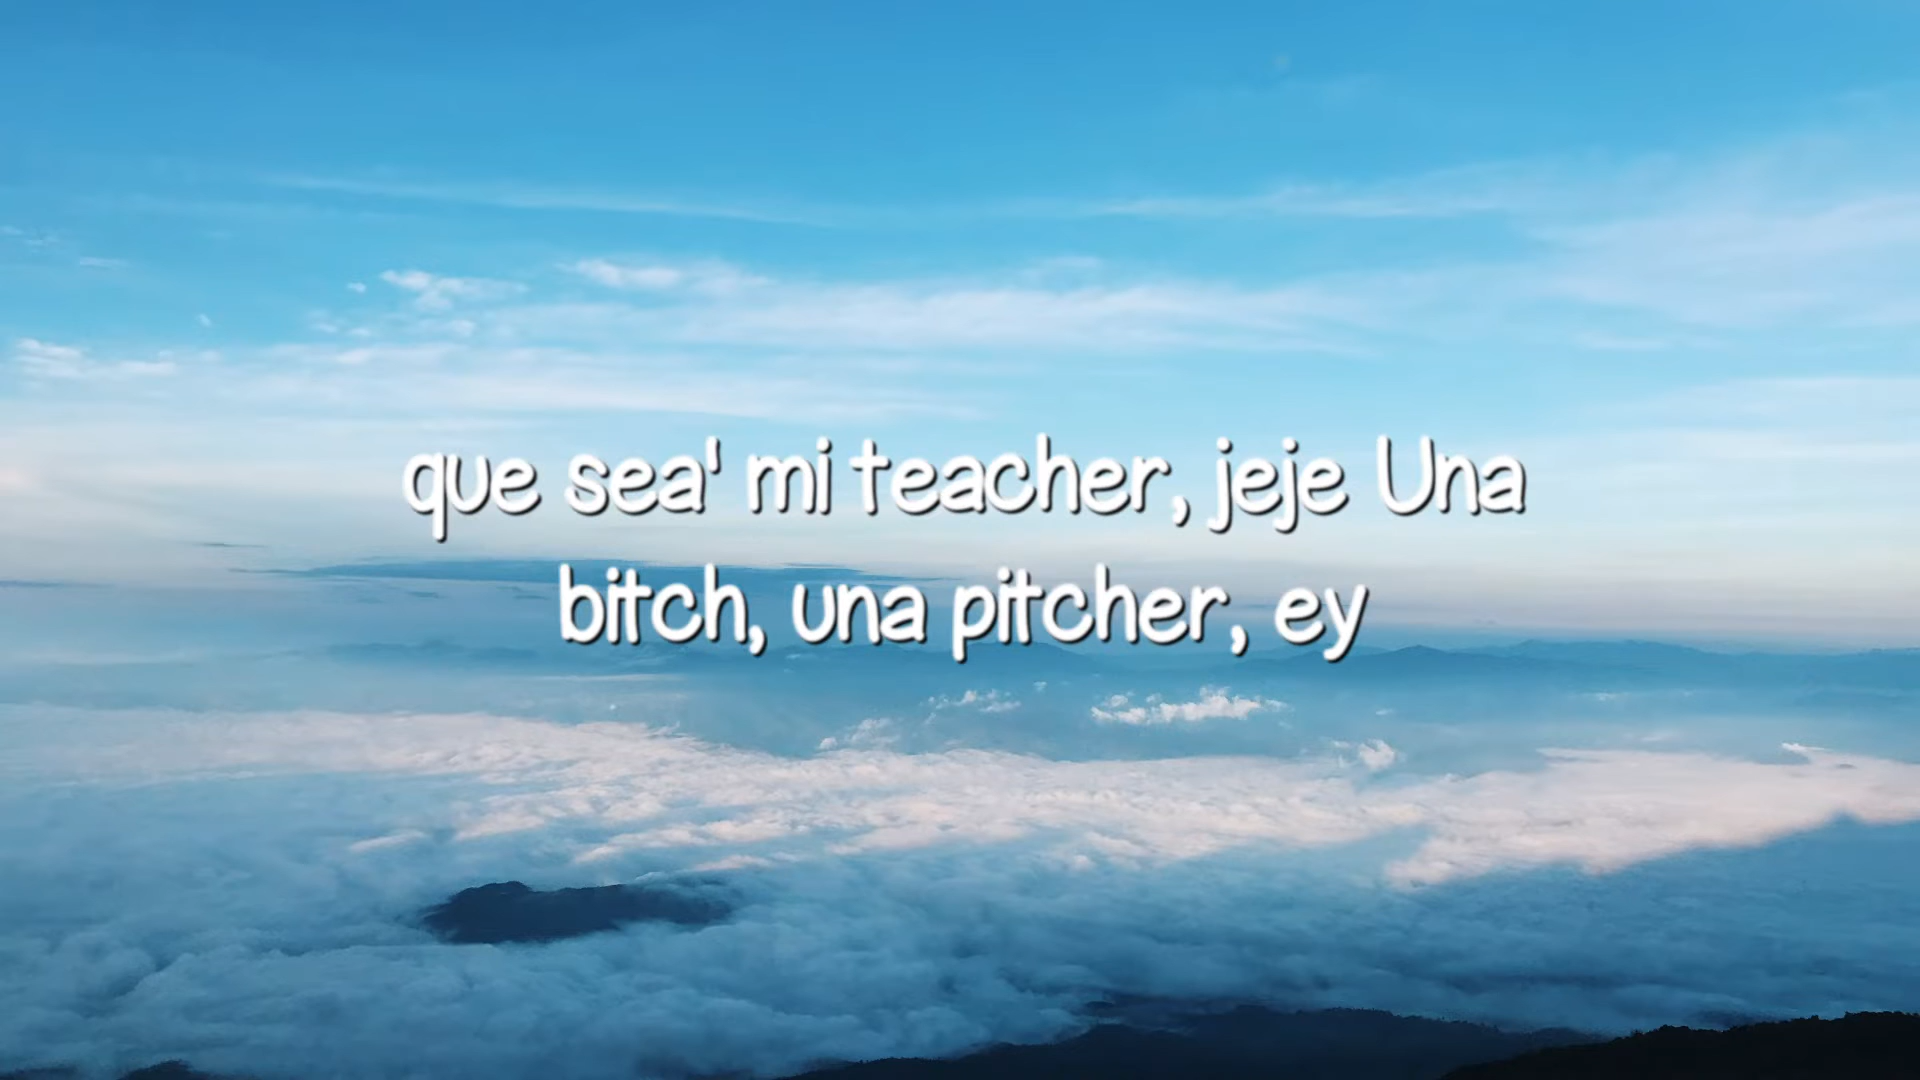 que sea' mi teacher, jeje Una
bitch, una pitcher, ey